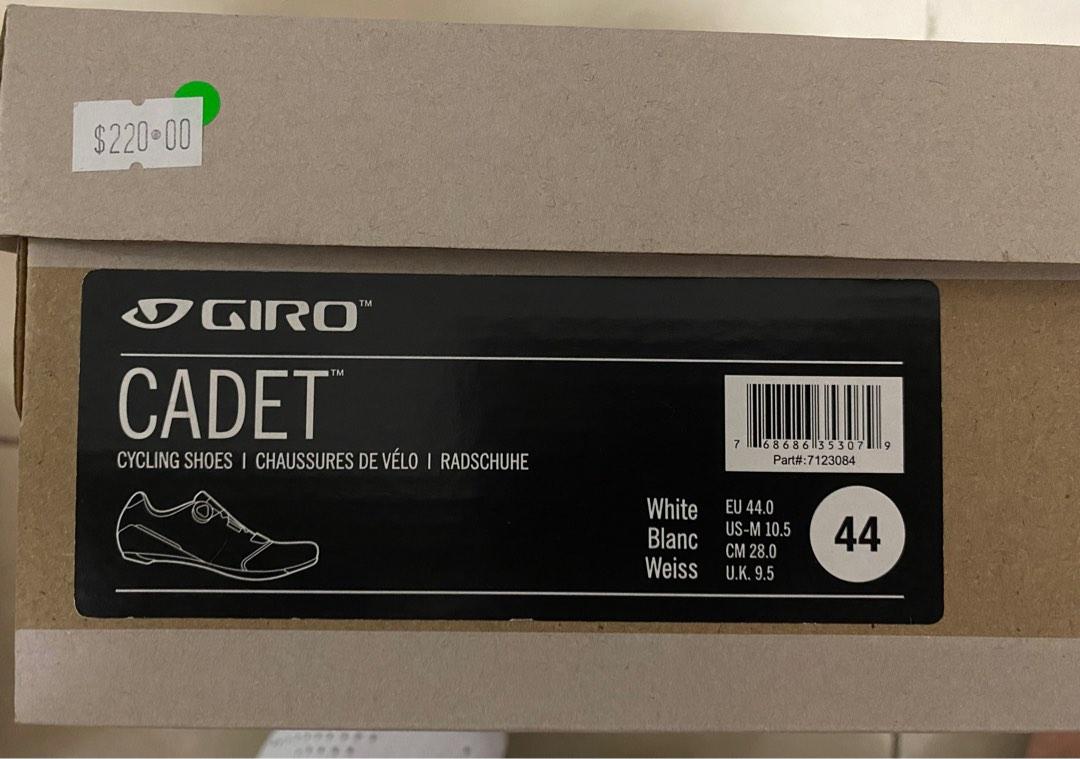 $220.00
GIRO™
CADET™
CYCLING SHOES I CHAUSSURES DE VÉLO I RADSCHUHE
7 68686 35307 9
Part#:7123084
White
Blanc
Weiss
EU 44.0
US-M 10.5
CM 28.0
U.K. 9.5
44